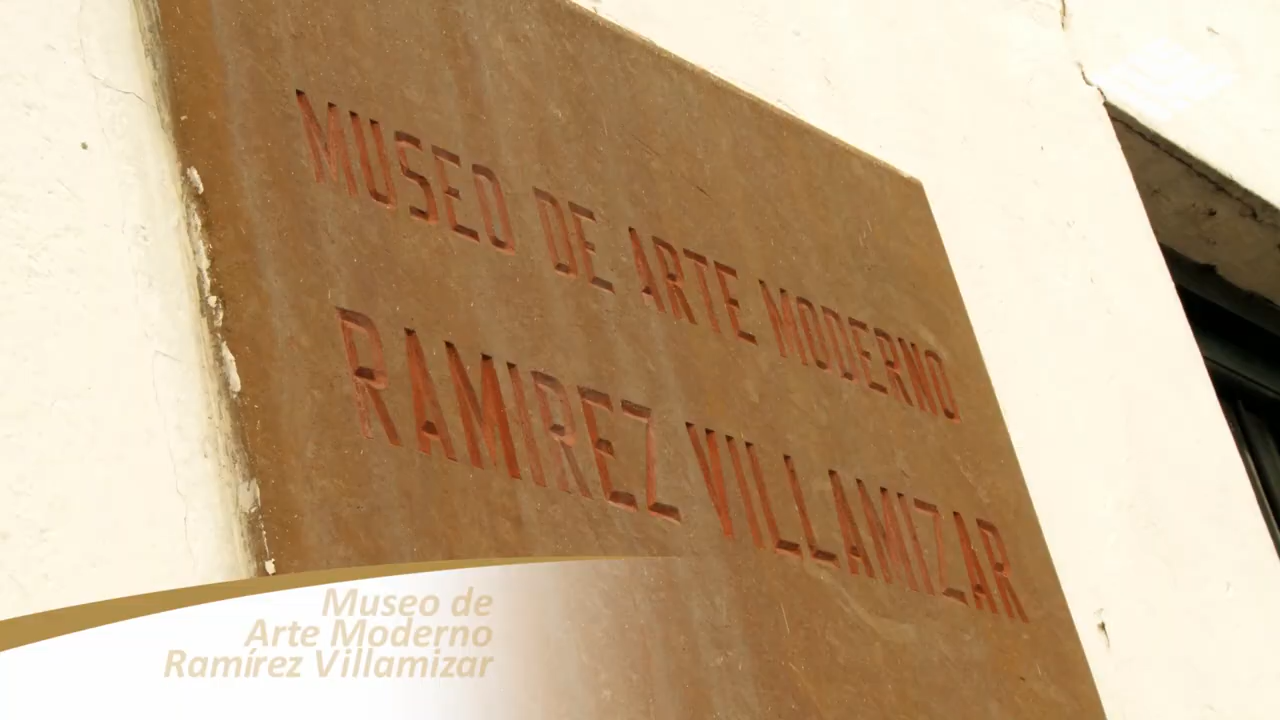 MUSEO DE ARTE MODERNO
RAMIREZ VILLAMIZAR
Museo de
Arte Moderno
Ramírez Villamizar